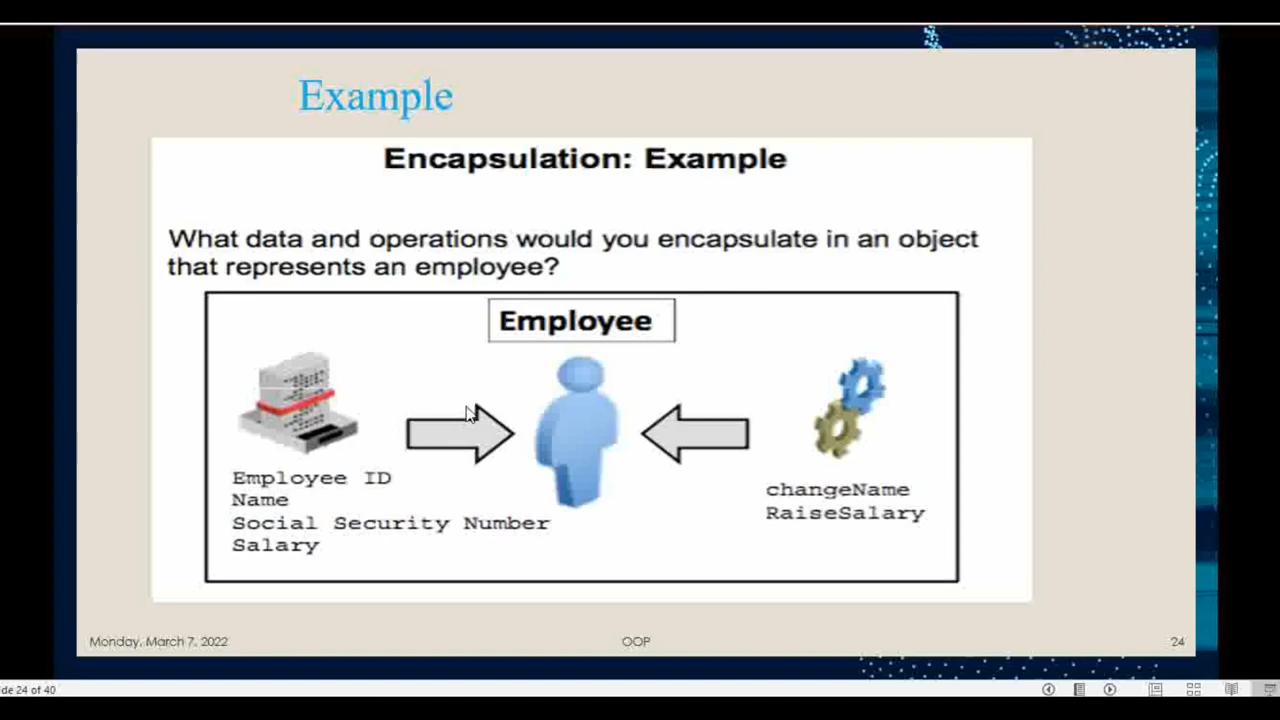 Example
Encapsulation: Example
What data and operations would you encapsulate in an object
that represents an employee?
Employee
Employee ID
Name
Social Security Number
Salary
changeName
RaiseSalary
Monday, March 7, 2022
OOP
24
lide 24 of 40